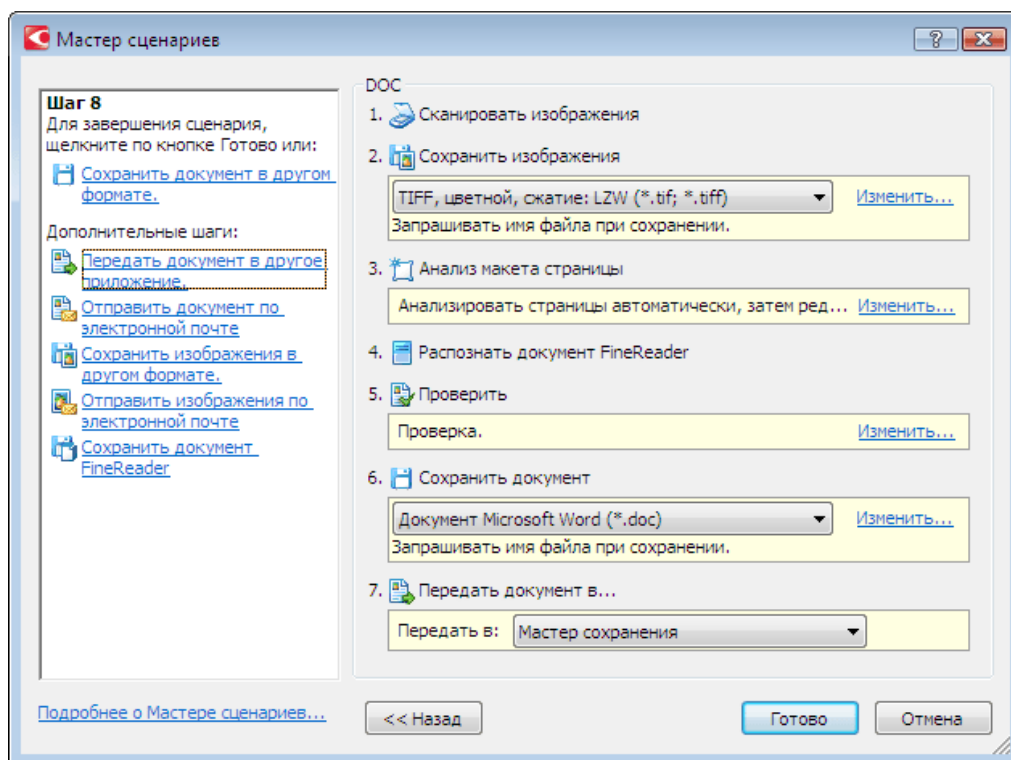 Мастер сценариев
Шаг 8
Для завершения сценария,
щелкните по кнопке Готово или:
Сохранить документ в другом
формате.
Дополнительные шаги:
Передать документ в другое
приложение.
Отправить документ по
электронной почте
Сохранить изображения в
другом формате.
Отправить изображения по
электронной почте
Сохранить документ
FineReader
DOC
1. Сканировать изображения
2. Сохранить изображения
TIFF, цветной, сжатие: LZW (*.tif; *.tiff) Изменить...
Запрашивать имя файла при сохранении.
3. Анализ макета страницы
Анализировать страницы автоматически, затем ред... Изменить...
4. Распознать документ FineReader
5. Проверить
Проверка. Изменить...
6. Сохранить документ
Документ Microsoft Word (*.doc) Изменить...
Запрашивать имя файла при сохранении.
7. Передать документ в...
Передать в: Мастер сохранения
Подробнее о Мастере сценариев...
<< Назад Готово Отмена